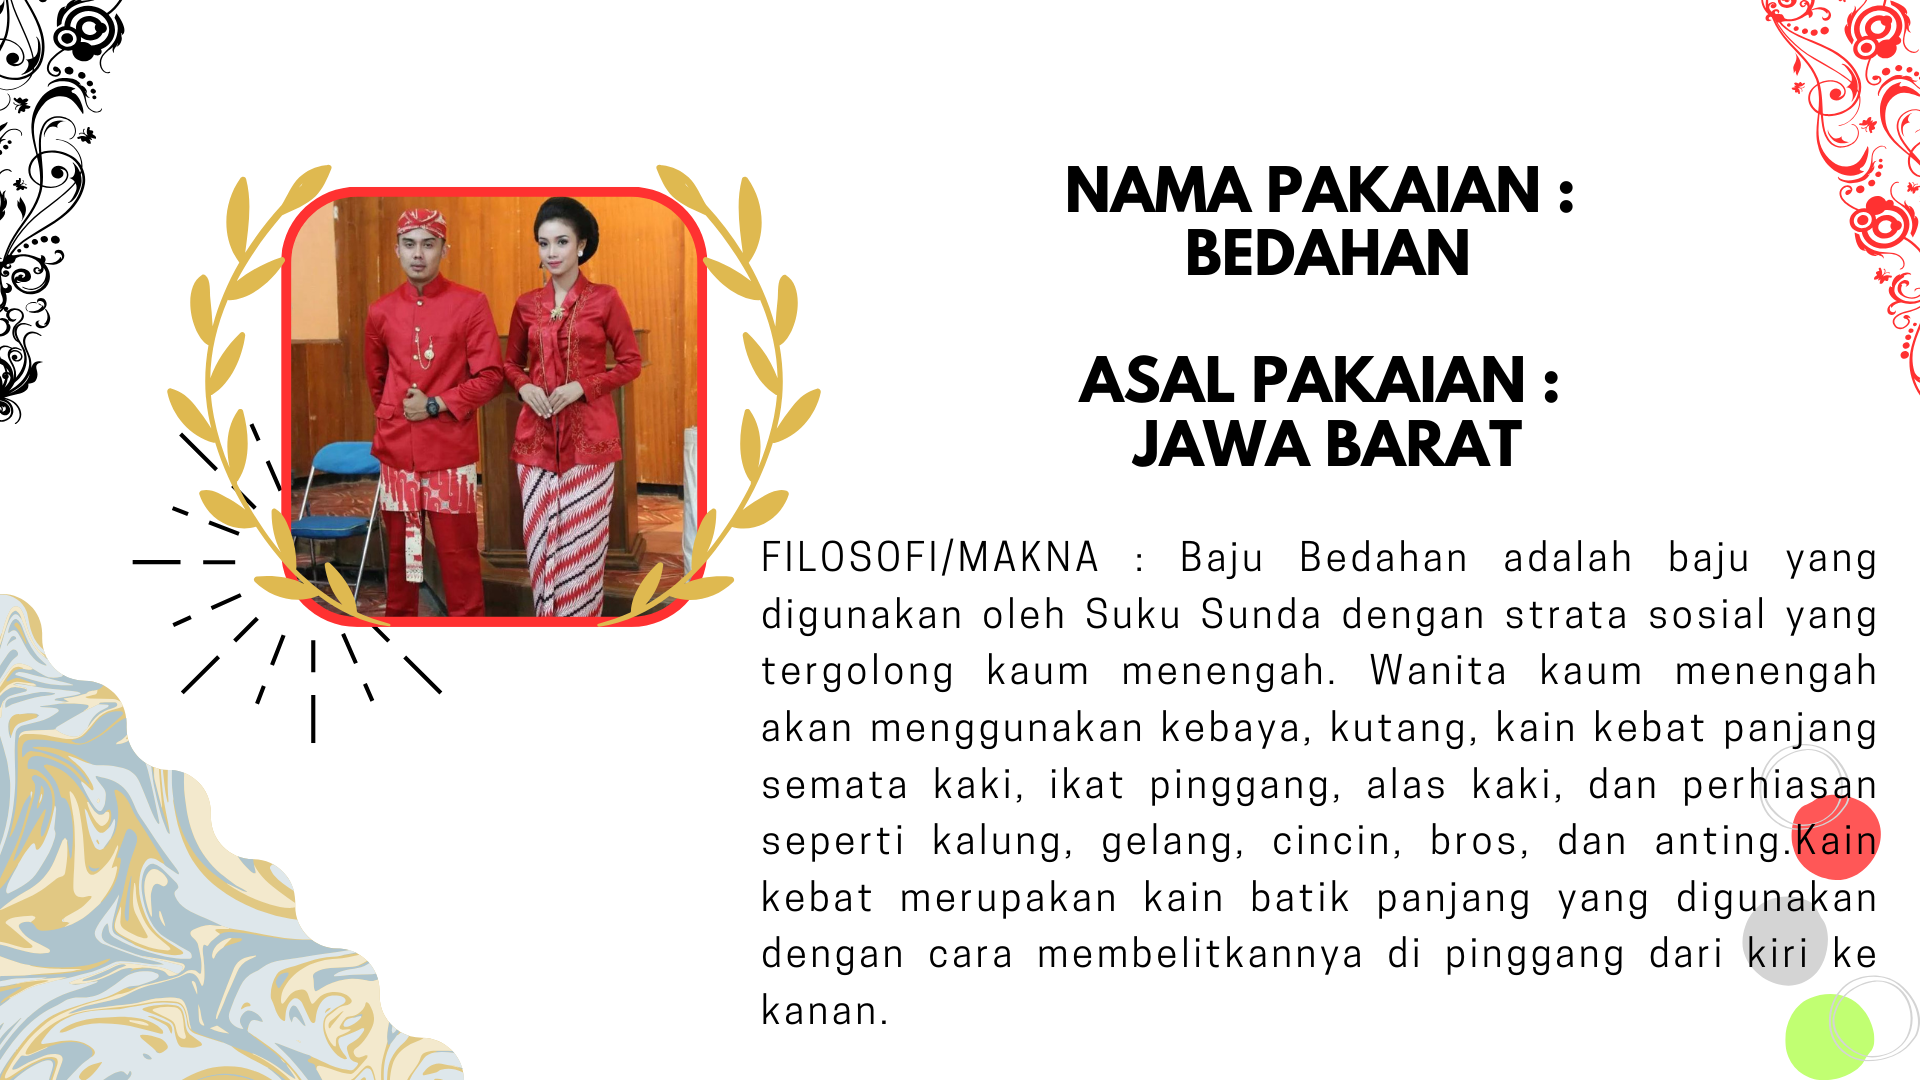 NAMA PAKAIAN :
BEDAHAN
ASAL PAKAIAN :
JAWA BARAT
FILOSOFI/MAKNA : Baju Bedahan adalah baju yang
digunakan oleh Suku Sunda dengan strata sosial yang
tergolong kaum menengah. Wanita kaum menengah
akan menggunakan kebaya, kutang, kain kebat panjang
semata kaki, ikat pinggang, alas kaki, dan perhiasan
seperti kalung, gelang, cincin, bros, dan anting.Kain
kebat merupakan kain batik panjang yang digunakan
dengan cara membelitkannya di pinggang dari kiri ke
kanan.